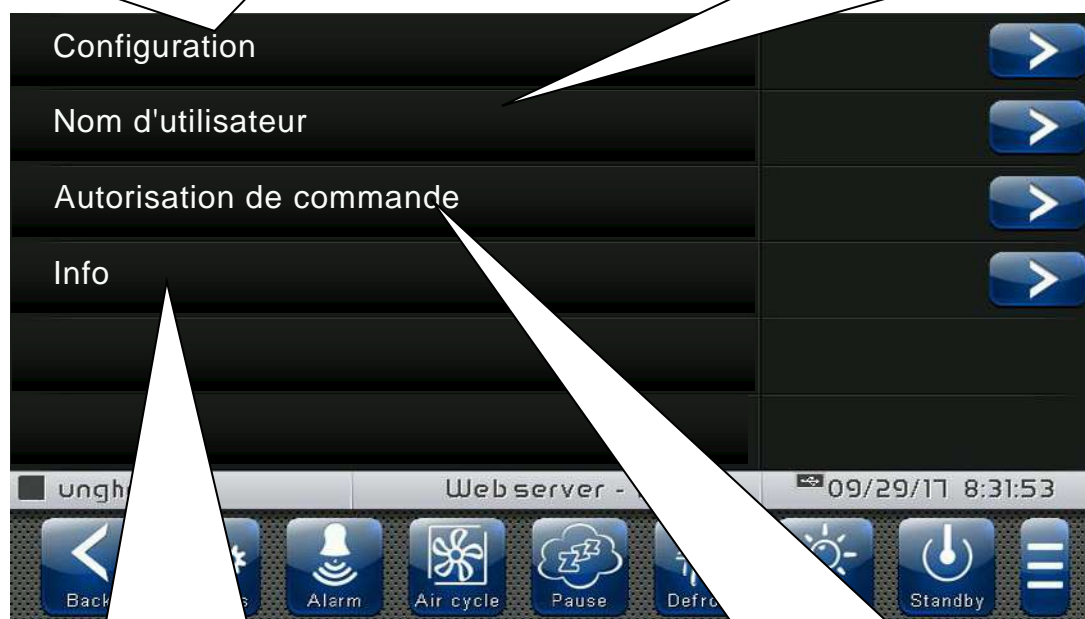 Configuration
Nom d'utilisateur
Autorisation de commande
Info
Web server -
09/29/17 8:31:53
Alarm
Air cycle
Pause
Standby